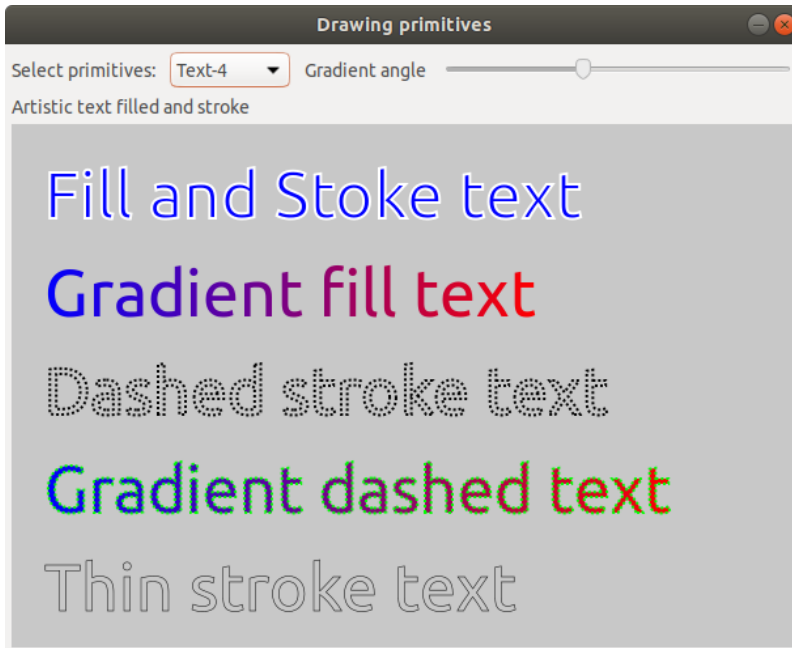 Drawing primitives
Select primitives: Text-4 Gradient angle
Artistic text filled and stroke
Fill and Stoke text
Gradient fill text
Dashed stroke text
Gradient dashed text
Thin stroke text